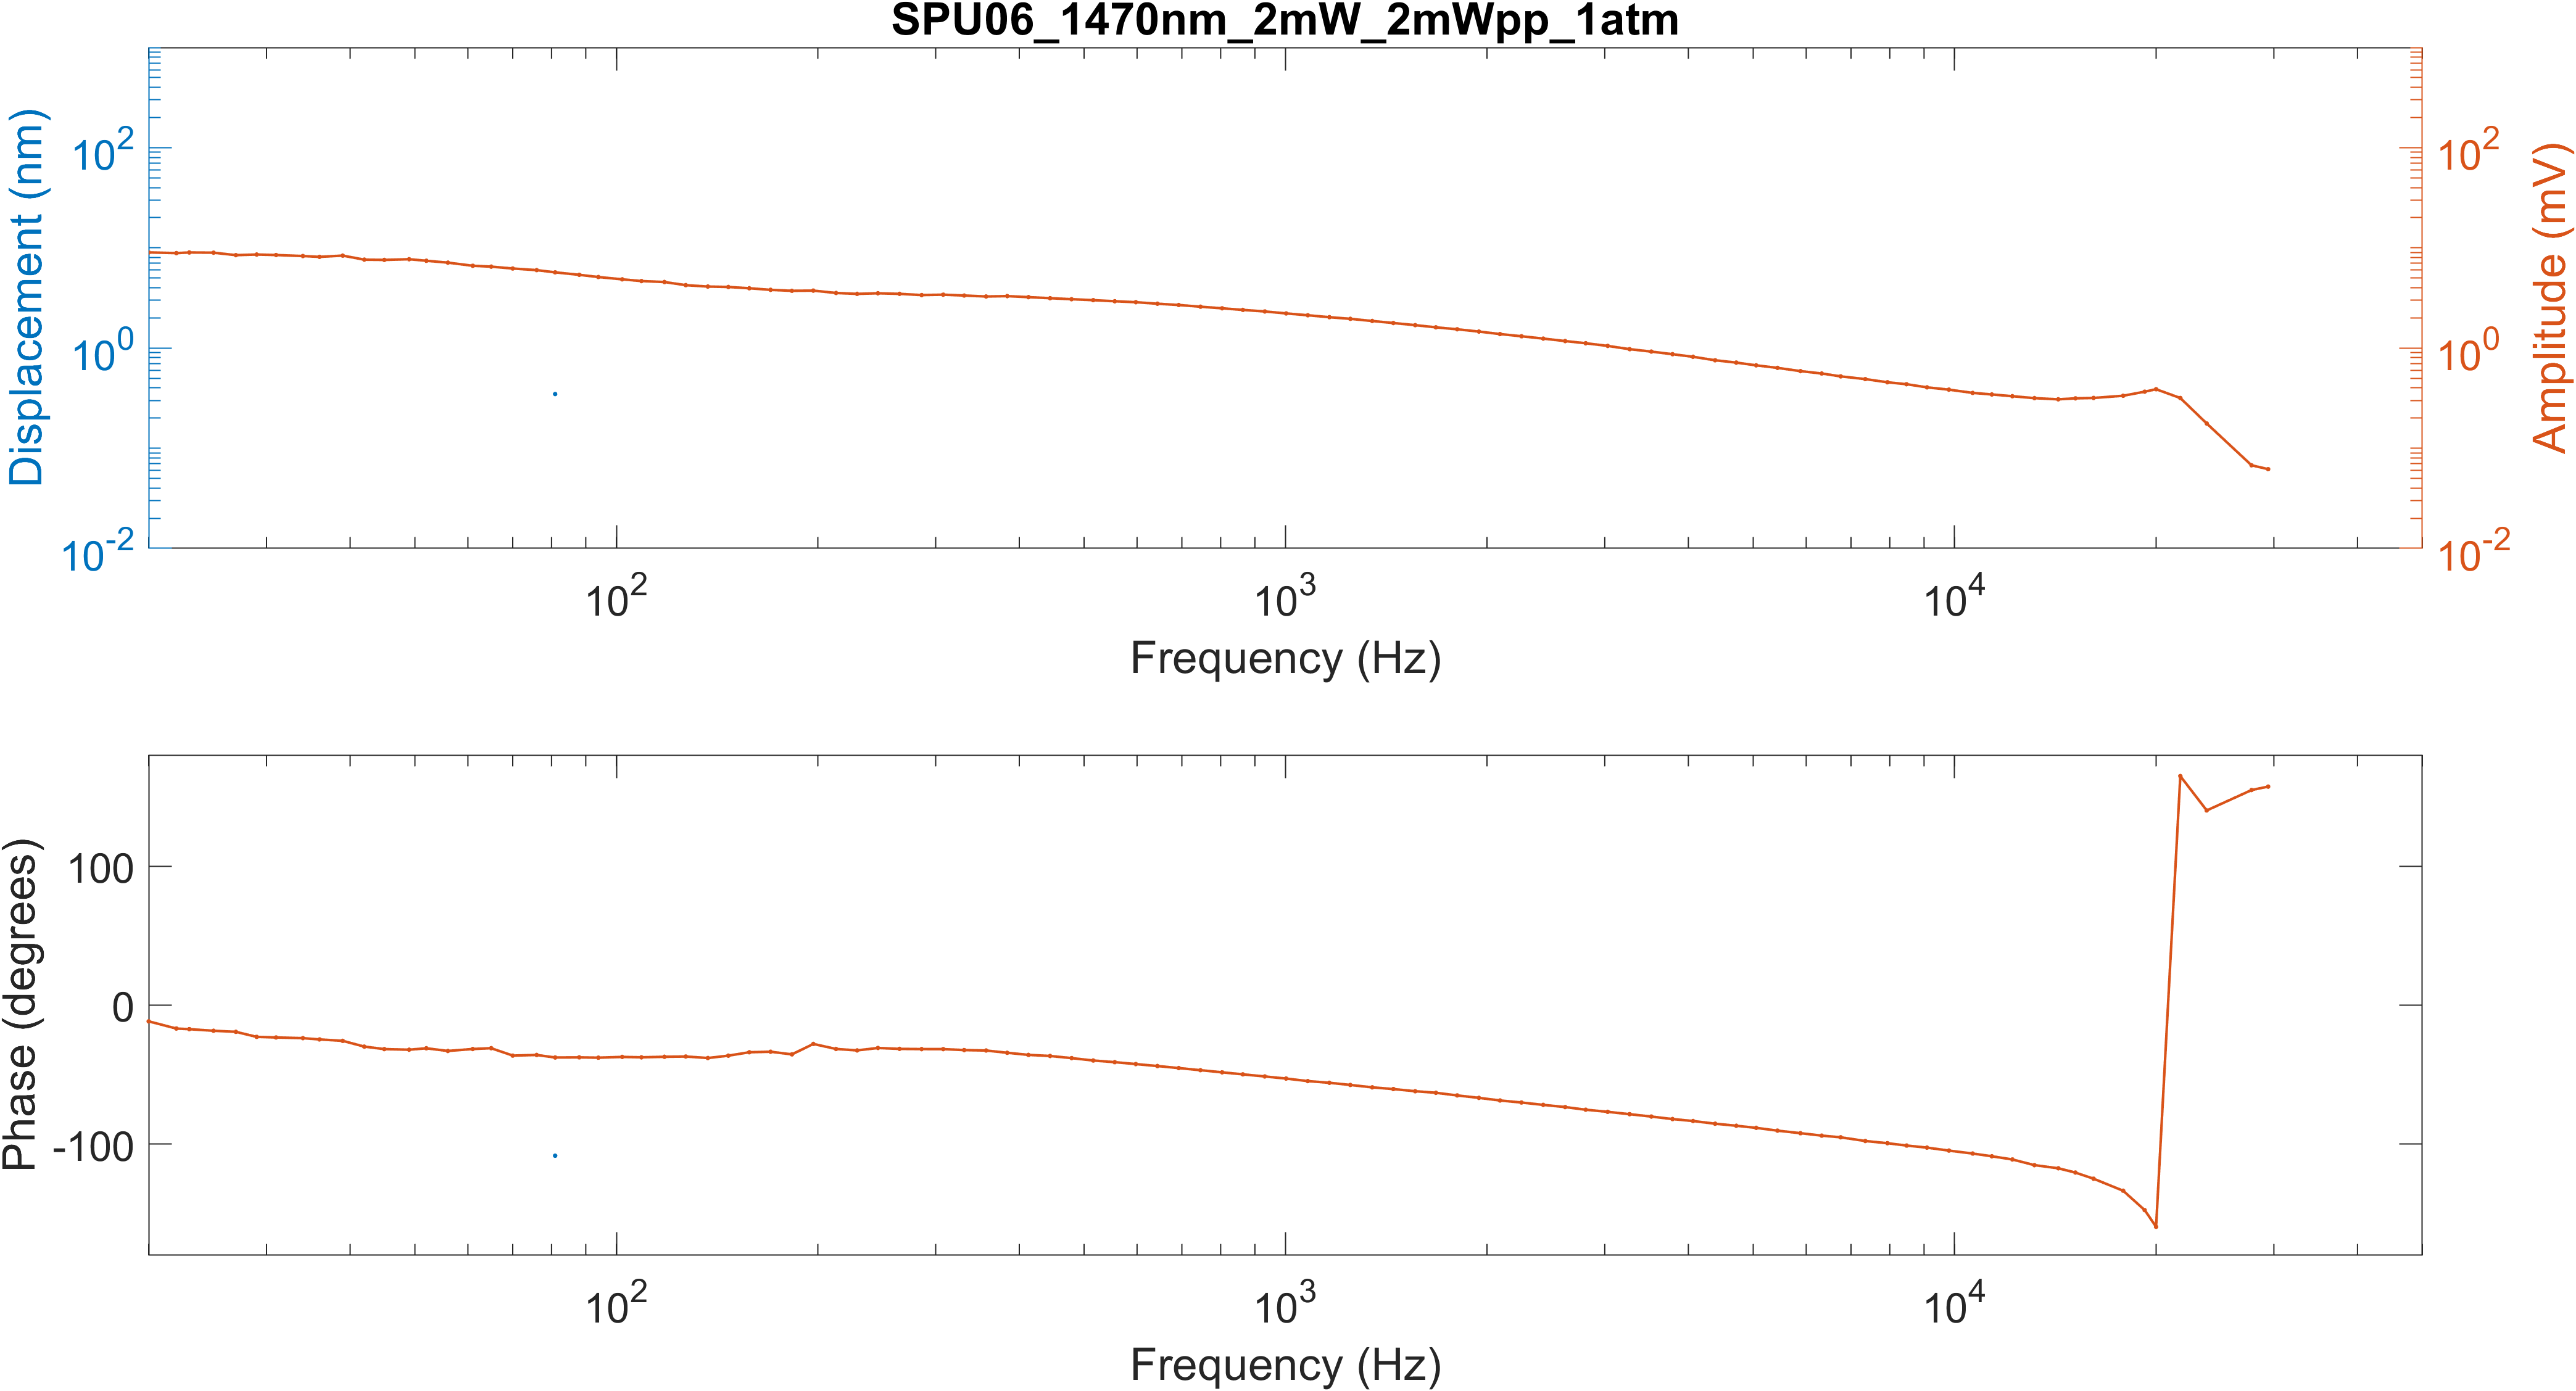 SPU06_1470nm_2mW_2mWpp_1atm
Displacement (nm)
10^2
10^0
10^-2
Amplitude (mV)
10^2
10^0
10^-2
10^2
10^3
10^4
Frequency (Hz)
Phase (degrees)
100
0
-100
10^2
10^3
10^4
Frequency (Hz)